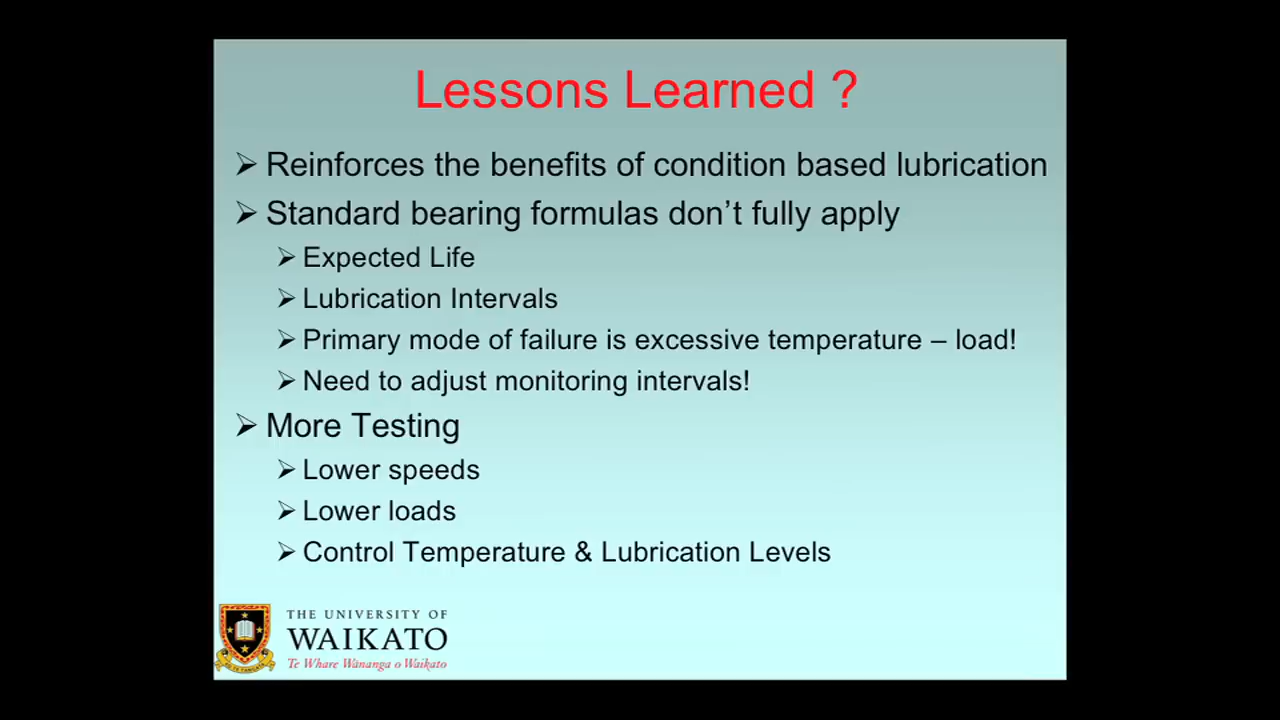 Lessons Learned ?
Reinforces the benefits of condition based lubrication
Standard bearing formulas don’t fully apply
Expected Life
Lubrication Intervals
Primary mode of failure is excessive temperature – load!
Need to adjust monitoring intervals!
More Testing
Lower speeds
Lower loads
Control Temperature & Lubrication Levels
THE UNIVERSITY OF
WAIKATO
Te Whare Wānanga o Waikato